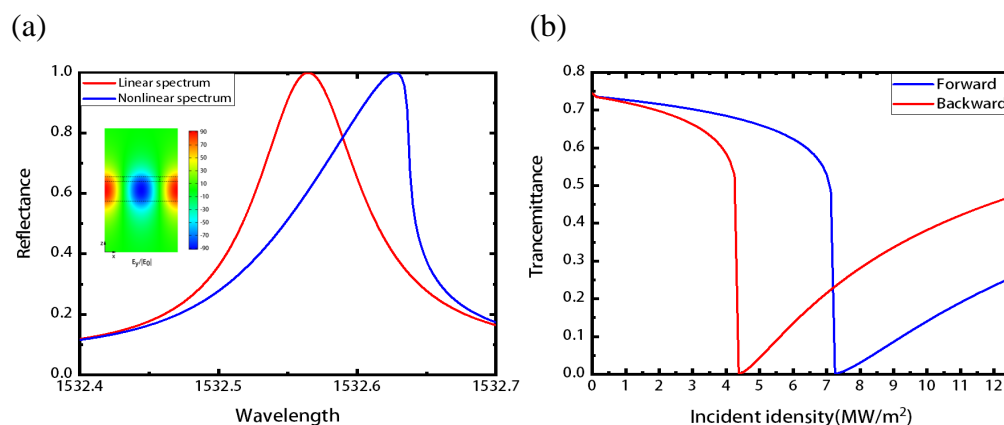 (a)
Linear spectrum
Nonlinear spectrum
Reflectance
1.0
0.8
0.6
0.4
0.2
0.0
90
70
50
30
10
-10
-30
-50
-70
-90
z
x
Ey/|E0|
1532.4
1532.5
1532.6
1532.7
Wavelength
(b)
Forward
Backward
Trancemittance
0.8
0.7
0.6
0.5
0.4
0.3
0.2
0.1
0.0
0 1 2 3 4 5 6 7 8 9 10 11 12
Incident idensity(MW/m²)